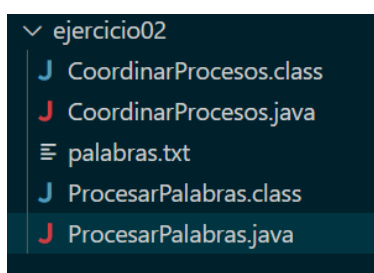 ejercicio02
J CoordinarProcesos.class
J CoordinarProcesos.java
palabras.txt
J ProcesarPalabras.class
J ProcesarPalabras.java